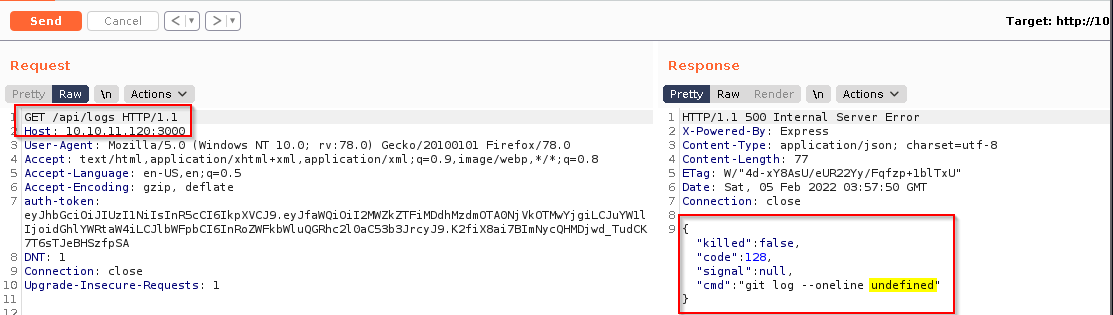 Send
Cancel
<
>
Target: http://10
Request
Response
Pretty
Raw
\n
Actions
Pretty
Raw
Render
\n
Actions
1 GET /api/logs HTTP/1.1
2 Host: 10.10.11.120:3000
3 User-Agent: Mozilla/5.0 (Windows NT 10.0; rv:78.0) Gecko/20100101 Firefox/78.0
4 Accept: text/html,application/xhtml+xml,application/xml;q=0.9,image/webp,*/*;q=0.8
5 Accept-Language: en-US,en;q=0.5
6 Accept-Encoding: gzip, deflate
7 auth-token:
eyJhbGciOiJIUzI1NiIsInR5cCI6IkpXVCJ9.eyJfaWQiOiI2MWZkZTFiMDdhMzdmOTA0NjVkOTMwYjgiLCJuYW1l
IjoidGhlYWRtaW4iLCJlbWFpbCI6InRoZWFkbWluQGRhc2l0aC53b3JrcyJ9.K2fiX8ai7BImNycQHMDjwd_TudCK
7T6sTJeBHSzfpSA
8 DNT: 1
9 Connection: close
10 Upgrade-Insecure-Requests: 1
11
12
1 HTTP/1.1 500 Internal Server Error
2 X-Powered-By: Express
3 Content-Type: application/json; charset=utf-8
4 Content-Length: 77
5 ETag: W/"4d-xY8AsU/eUR22Yy/Fqfzp+1blTxU"
6 Date: Sat, 05 Feb 2022 03:57:50 GMT
7 Connection: close
8
9 {
"killed":false,
"code":128,
"signal":null,
"cmd":"git log --oneline undefined"
}